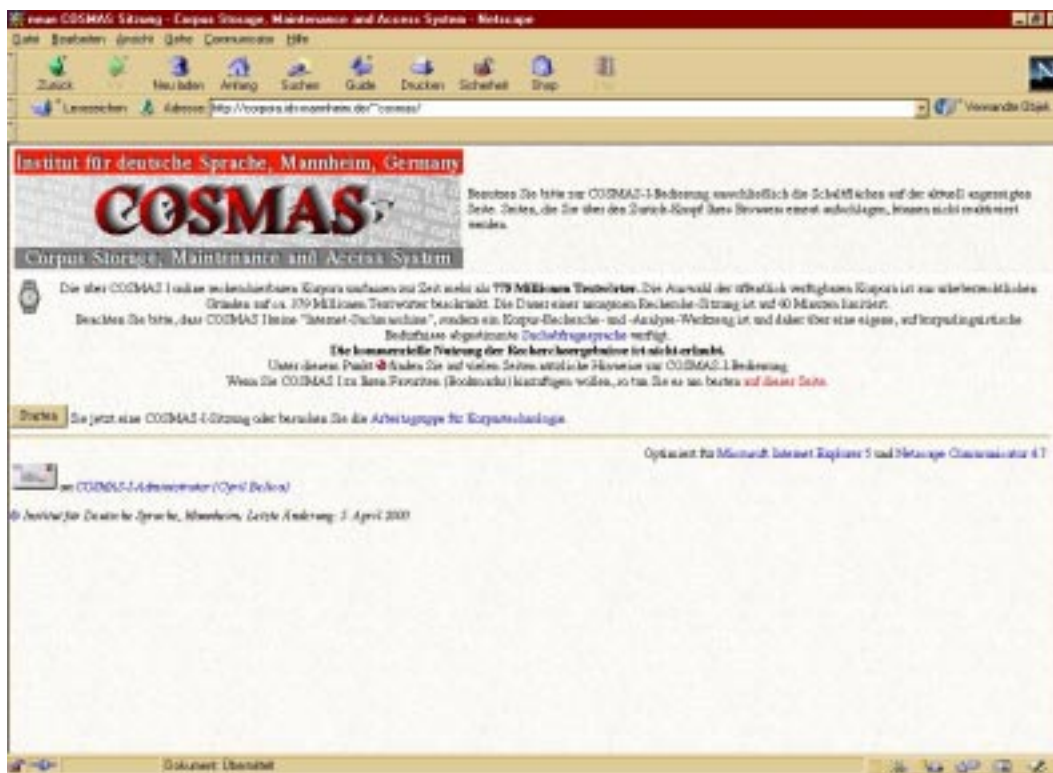 neue COSMAS Sitzung - Corpus Storage, Maintenance and Access System - Netscape
Datei Bearbeiten Ansicht Gehe Communicator Hilfe
Zurück Neu laden Anfang Suchen Guide Drucken Sicherheit Shop
Lesezeichen Adresse http://corpora.ids-mannheim.de/~cosmas/ Verwandte Objek
Institut für deutsche Sprache, Mannheim, Germany
COSMAS
Corpus Storage, Maintenance and Access System
Benutzen Sie bitte zur COSMAS-I-Bedienung ausschließlich die Schaltflächen auf der aktuell angezeigten
Seite. Seiten, die Sie über den Zurück-Knopf Ihres Browsers erneut aufschlagen, können nicht reaktiviert
werden.
Die über COSMAS I online recherchierbaren Korpora umfassen zur Zeit mehr als Millionen Textwörter. Die Auswahl der öffentlich verfügbaren Korpora ist aus urheberrechtlichen
Gründen auf ca. 379 Millionen Textwörter beschränkt. Die Dauer einer anonymen Recherche-Sitzung ist auf 60 Minuten limitiert.
Beachten Sie bitte, dass COSMAS I keine "Internet-Suchmaschine", sondern ein Korpus-Recherche- und -Analyse-Werkzeug ist und daher über eine eigene, auf korpuslinguistische
Bedürfnisse abgestimmte Suchanfragesprache verfügt.
Die kommerzielle Nutzung der Rechercheergebnisse ist nicht erlaubt.
Unter diesem Punkt finden Sie auf vielen Seiten nützliche Hinweise zur COSMAS-I-Bedienung.
Wenn Sie COSMAS I zu Ihren Favoriten (Bookmarks) hinzufügen wollen, so tun Sie es am besten auf dieser Seite.
Starten Sie jetzt eine COSMAS-I-Sitzung oder besuchen Sie die Arbeitsgruppe für Korpustechnologie.
Optimiert für Microsoft Internet Explorer 5 und Netscape Communicator 4.7
an COSMAS-I-Administrator (Cyril Belica)
© Institut für Deutsche Sprache, Mannheim, Letzte Änderung: 5. April 2000
Dokument: Übermittelt